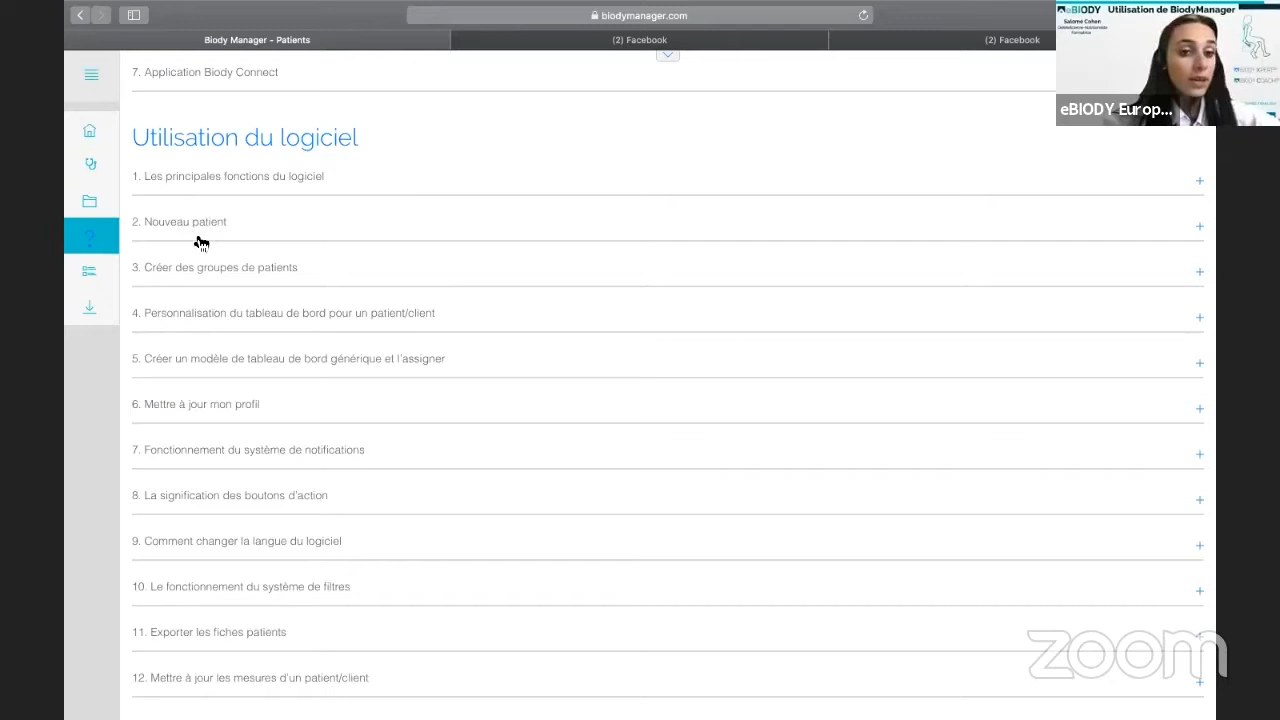 biodymanager.com
Biody Manager - Patients
(2) Facebook
(2) Facebook
eBIODY
Utilisation de BiodyManager
Salomé Cohen
Diététicienne-Nutritionniste
Formatrice
eBIODY Europ...
7. Application Biody Connect
Utilisation du logiciel
1. Les principales fonctions du logiciel
2. Nouveau patient
3. Créer des groupes de patients
4. Personnalisation du tableau de bord pour un patient/client
5. Créer un modèle de tableau de bord générique et l'assigner
6. Mettre à jour mon profil
7. Fonctionnement du système de notifications
8. La signification des boutons d'action
9. Comment changer la langue du logiciel
10. Le fonctionnement du système de filtres
11. Exporter les fiches patients
12. Mettre à jour les mesures d'un patient/client
zoom